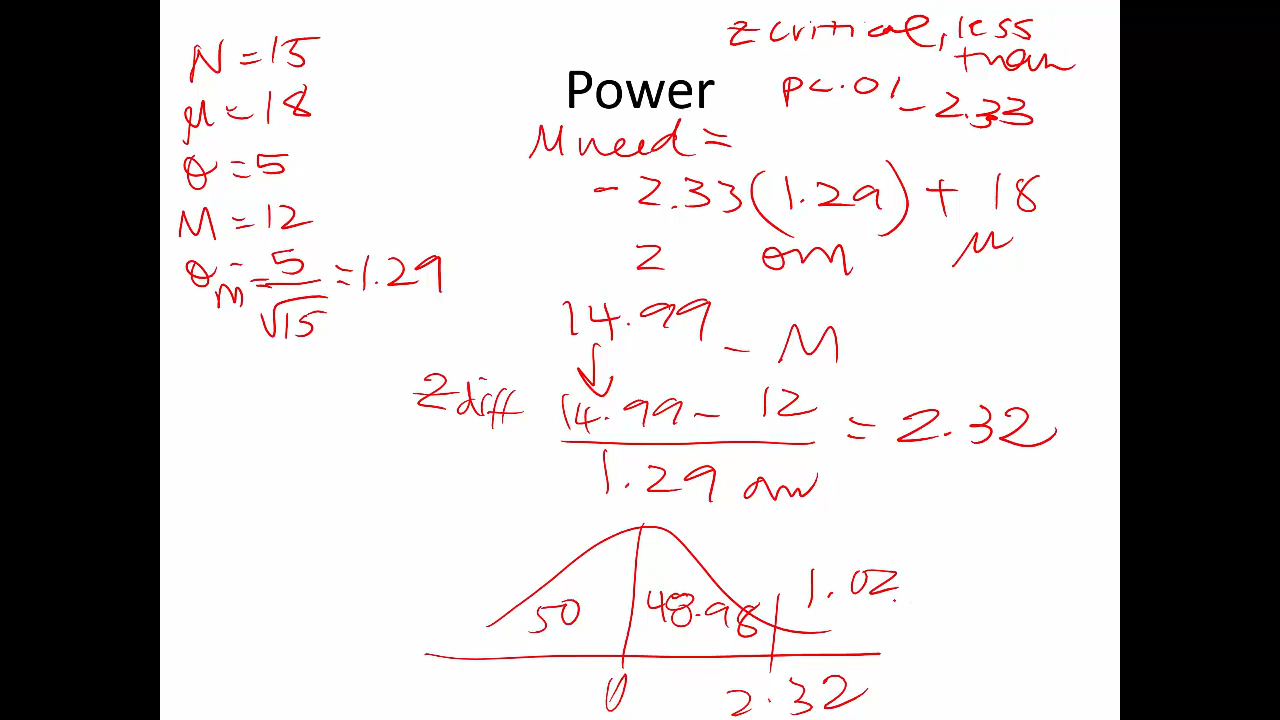 N = 15
μ = 18
σ = 5
M = 12
σm = 5/√15 = 1.29
Power
z critical, less than
p < .01 - 2.33
M need =
- 2.33 (1.29) + 18
z σm μ
14.99
- M
Z diff 14.99 - 12 = 2.32
1.29 σm
50 48.98 1.02
0 2.32